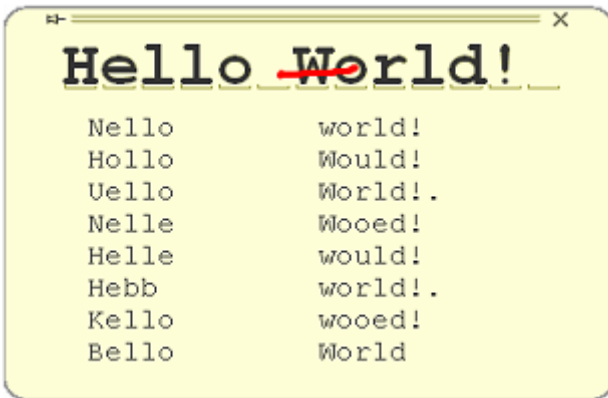 Hello World!
Nello world!
Hollo Would!
Uello World!.
Nelle Wooed!
Helle would!
Hebb world!.
Kello wooed!
Bello World